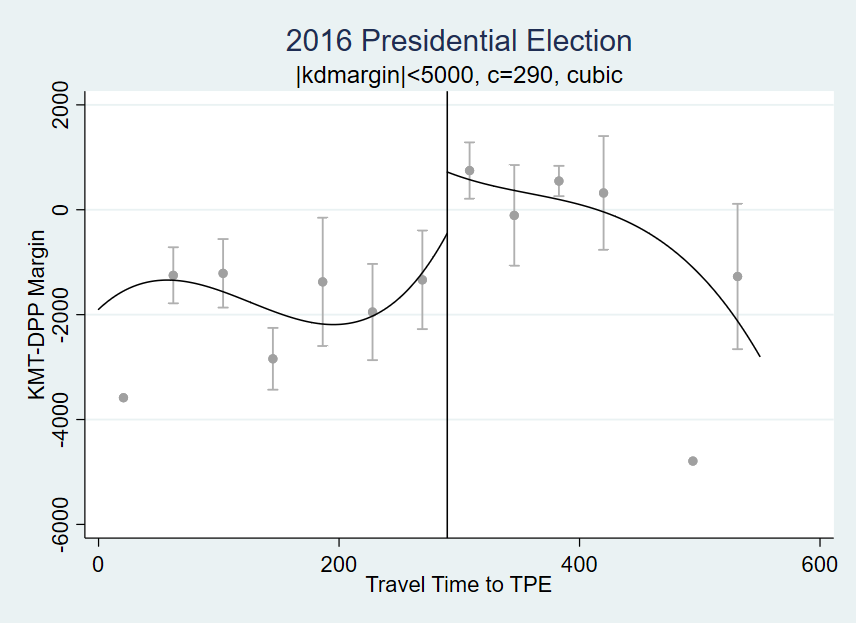 2016 Presidential Election
|kdmargin|<5000, c=290, cubic
KMT-DPP Margin
2000
0
-2000
-4000
-6000
0 200 400 600
Travel Time to TPE